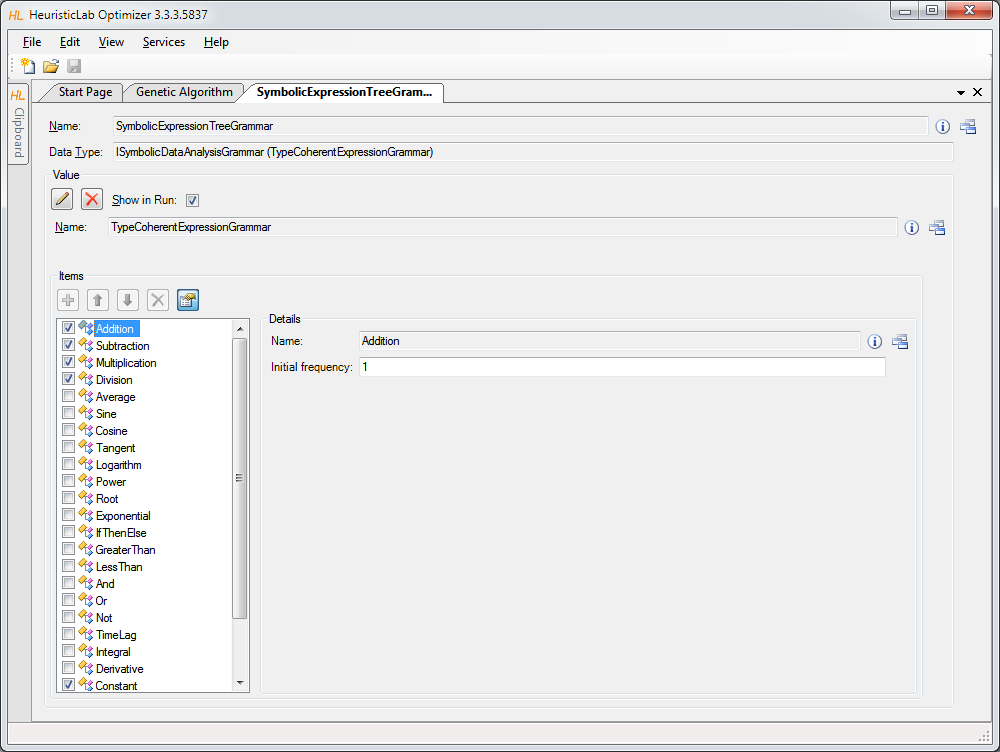 HL HeuristicLab Optimizer 3.3.3.5837
File Edit View Services Help
HL Clipboard
Start Page Genetic Algorithm SymbolicExpressionTreeGram...
Name: SymbolicExpressionTreeGrammar
Data Type: ISymbolicDataAnalysisGrammar (TypeCoherentExpressionGrammar)
Value
Show in Run:
Name: TypeCoherentExpressionGrammar
Items
Addition
Subtraction
Multiplication
Division
Average
Sine
Cosine
Tangent
Logarithm
Power
Root
Exponential
IfThenElse
GreaterThan
LessThan
And
Or
Not
TimeLag
Integral
Derivative
Constant
Details
Name: Addition
Initial frequency: 1